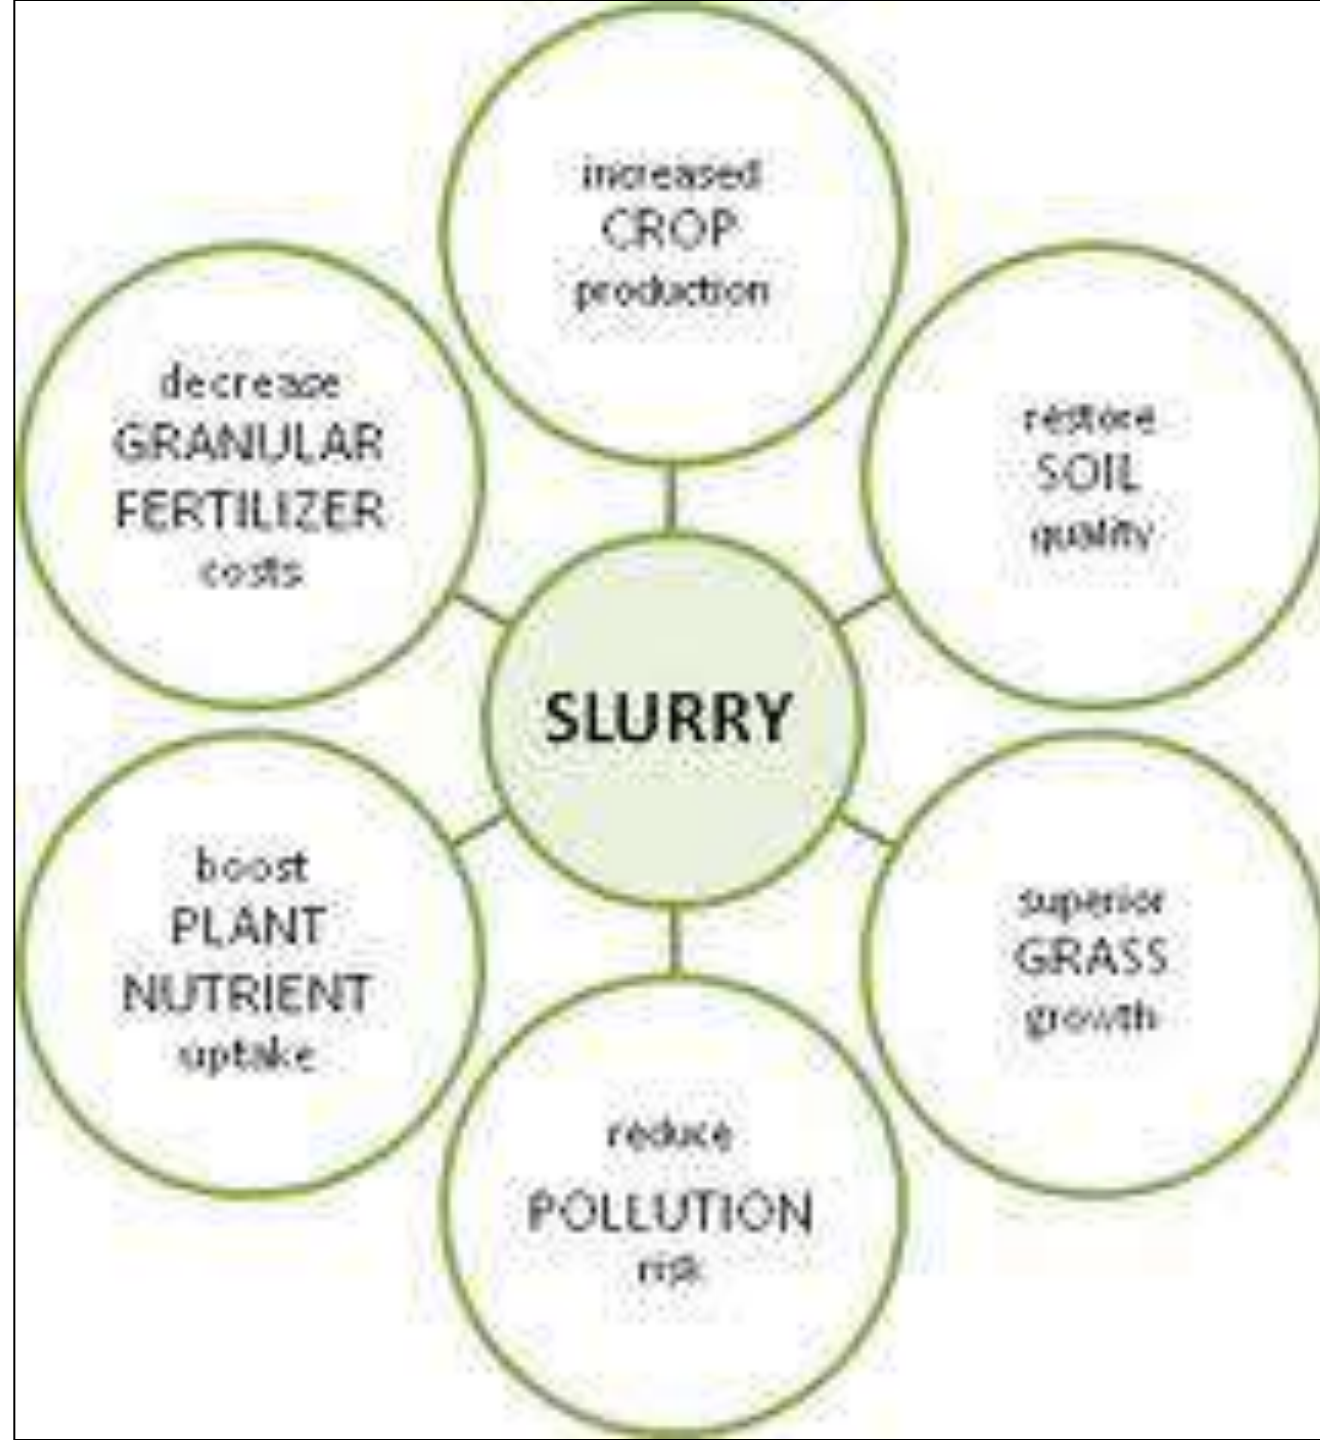 increased
CROP
production
restore
SOIL
quality
superior
GRASS
growth
reduce
POLLUTION
risk
boost
PLANT
NUTRIENT
uptake
decrease
GRANULAR
FERTILIZER
costs
SLURRY